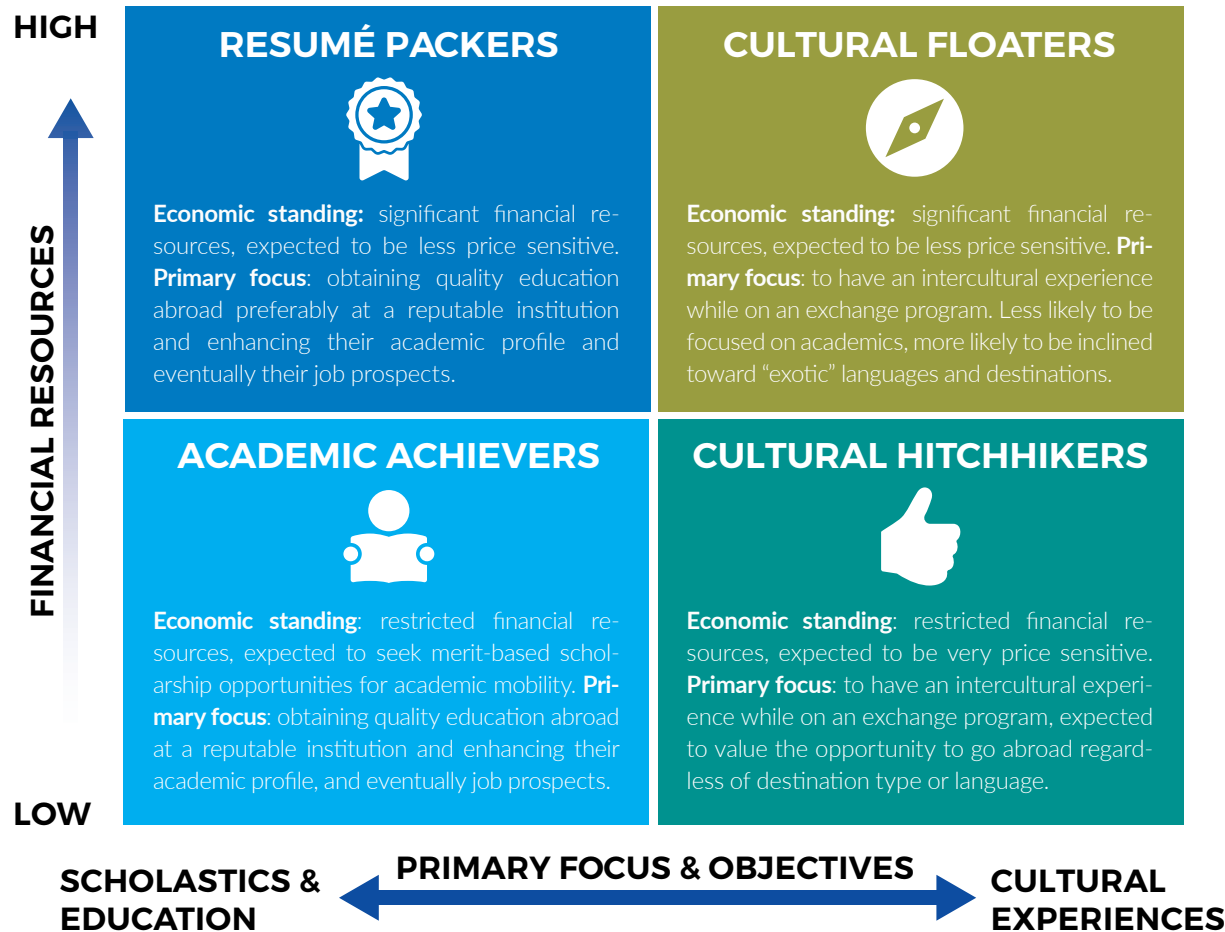 HIGH
FINANCIAL RESOURCES
LOW
RESUMÉ PACKERS
Economic standing: significant financial re-
sources, expected to be less price sensitive.
Primary focus: obtaining quality education
abroad preferably at a reputable institution
and enhancing their academic profile and
eventually their job prospects.
CULTURAL FLOATERS
Economic standing: significant financial re-
sources, expected to be less price sensitive. Pri-
mary focus: to have an intercultural experience
while on an exchange program. Less likely to be
focused on academics, more likely to be inclined
toward “exotic” languages and destinations.
ACADEMIC ACHIEVERS
Economic standing: restricted financial re-
sources, expected to seek merit-based schol-
arship opportunities for academic mobility. Pri-
mary focus: obtaining quality education abroad
at a reputable institution and enhancing their
academic profile, and eventually job prospects.
CULTURAL HITCHHIKERS
Economic standing: restricted financial re-
sources, expected to be very price sensitive.
Primary focus: to have an intercultural experi-
ence while on an exchange program, expected
to value the opportunity to go abroad regard-
less of destination type or language.
SCHOLASTICS &
EDUCATION
PRIMARY FOCUS & OBJECTIVES
CULTURAL
EXPERIENCES